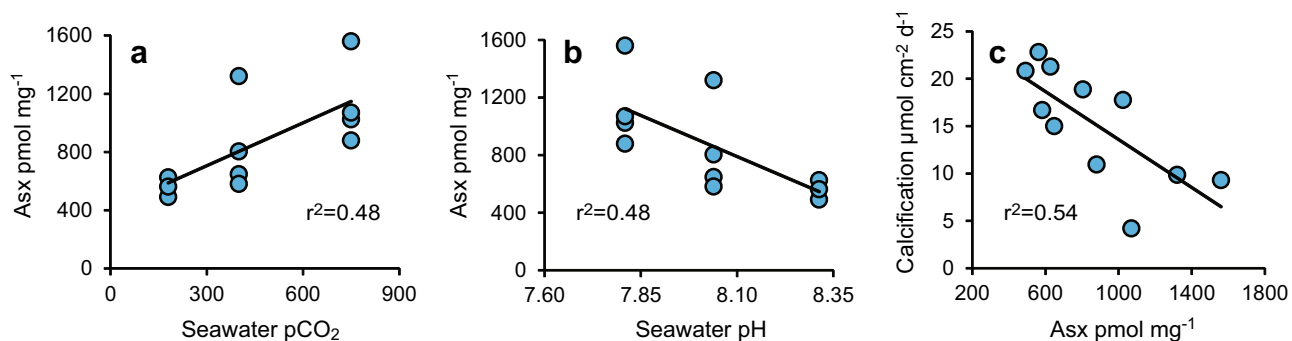 a
Asx pmol mg⁻¹
1600
1200
800
400
0
0 300 600 900
Seawater pCO₂
r²=0.48
b
Asx pmol mg⁻¹
1600
1200
800
400
0
7.60 7.85 8.10 8.35
Seawater pH
r²=0.48
c
Calcification µmol cm⁻² d⁻¹
25
20
15
10
5
0
200 600 1000 1400 1800
Asx pmol mg⁻¹
r²=0.54